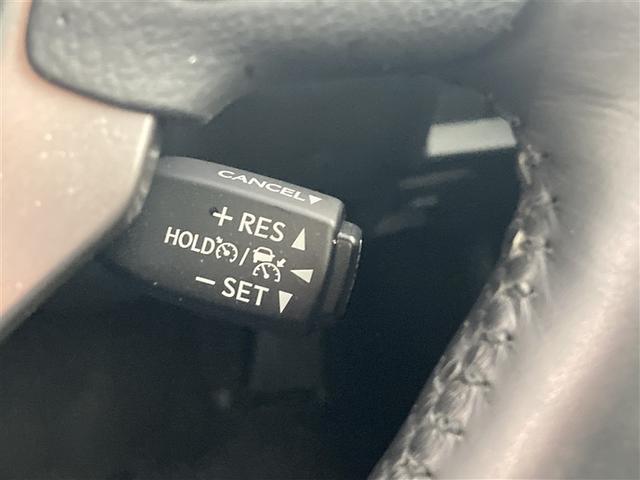 CANCEL▼
+ RES ▲
HOLD /
− SET ▼